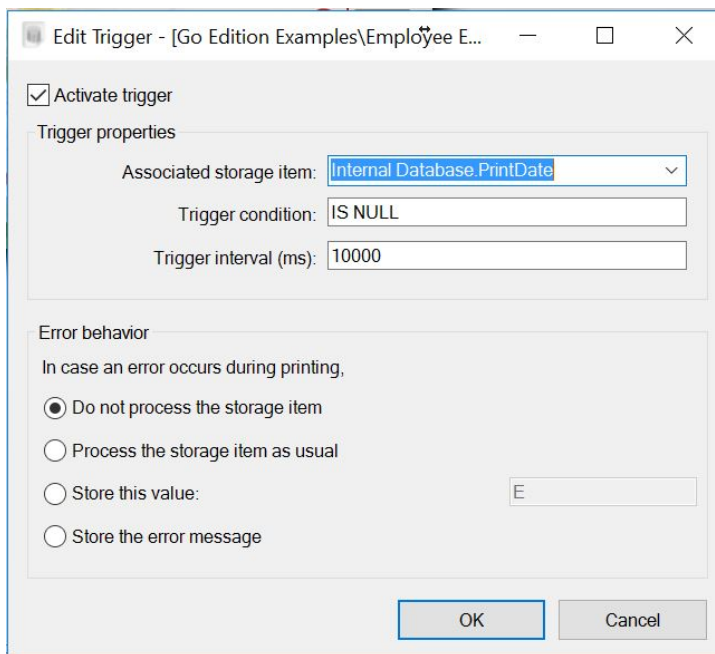 Edit Trigger - [Go Edition Examples\Employee E...
Activate trigger
Trigger properties
Associated storage item: Internal Database.PrintDate
Trigger condition: IS NULL
Trigger interval (ms): 10000
Error behavior
In case an error occurs during printing,
Do not process the storage item
Process the storage item as usual
Store this value: E
Store the error message
OK Cancel